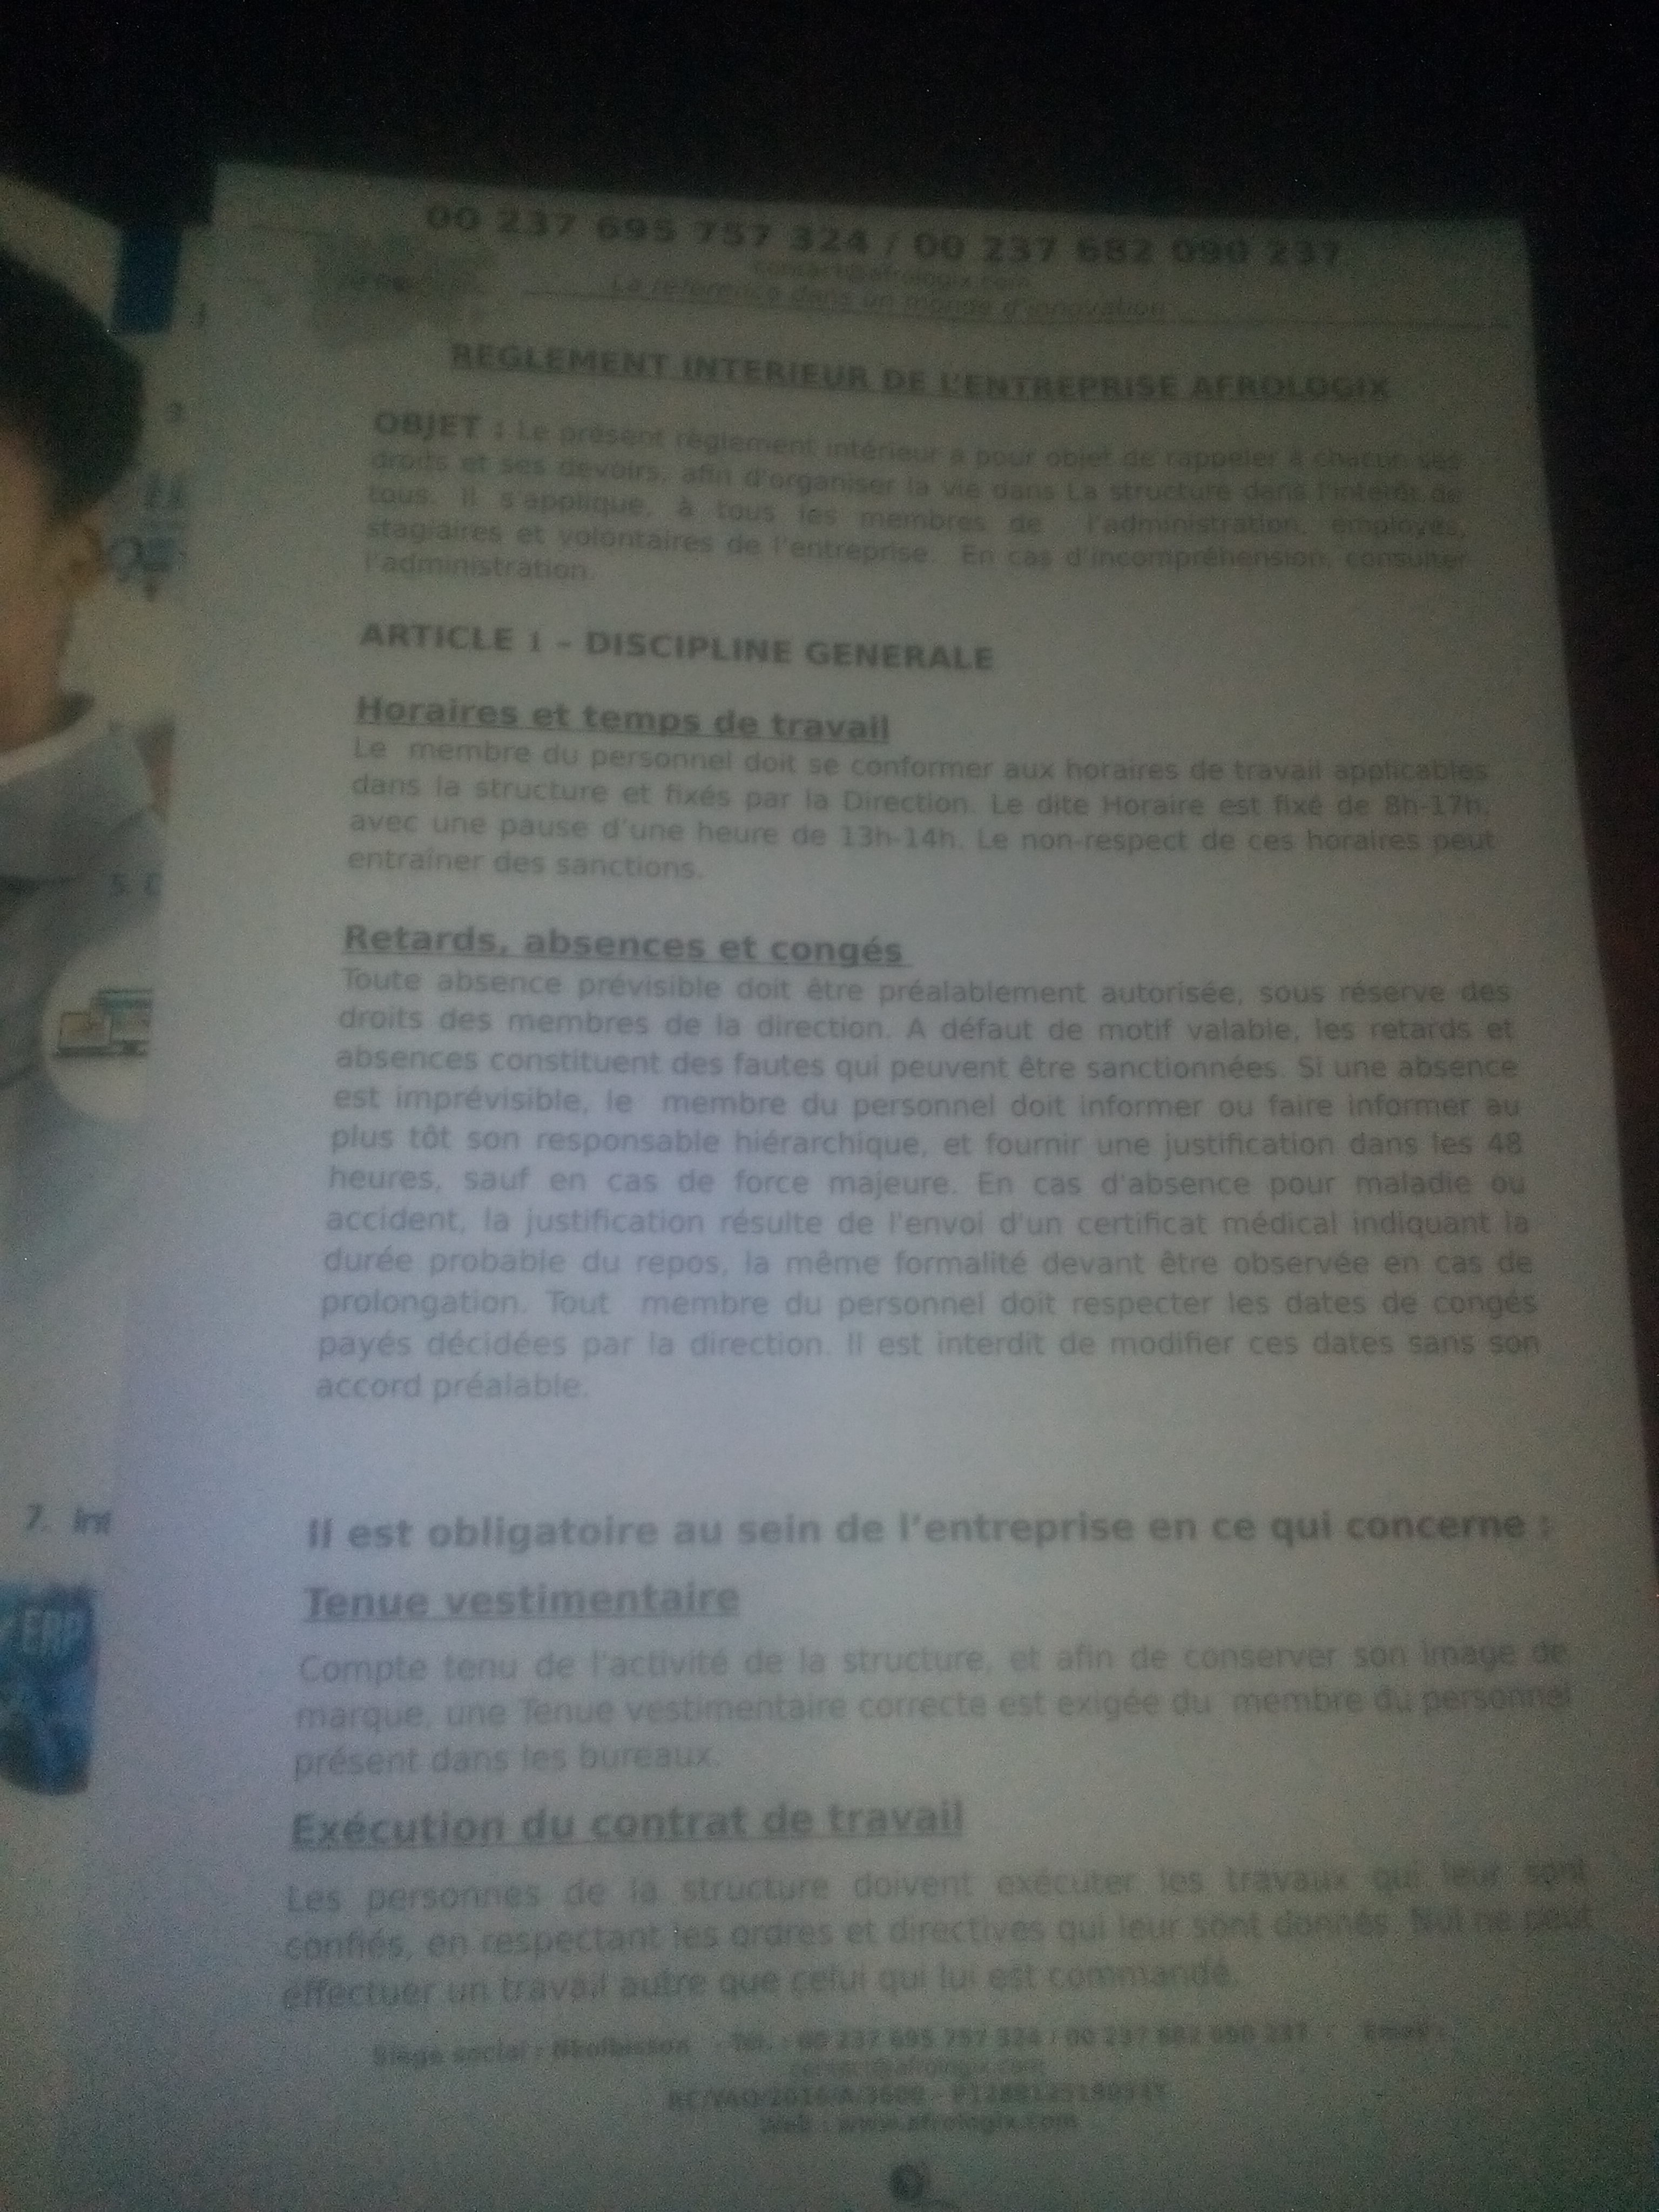 00 237 695 757 324 / 00 237 682 090 237
contact@afrologix.com
La référence dans un monde d'innovation
REGLEMENT INTERIEUR DE L'ENTREPRISE AFROLOGIX
OBJET : Le présent règlement intérieur a pour objet de rappeler à chacun ses
droits et ses devoirs, afin d'organiser la vie dans La structure dans l'intérêt de
tous. Il s'applique, à tous les membres de l'administration, employés,
stagiaires et volontaires de l'entreprise. En cas d'incompréhension, consulter
l'administration.
ARTICLE 1 – DISCIPLINE GENERALE
Horaires et temps de travail
Le membre du personnel doit se conformer aux horaires de travail applicables
dans la structure et fixés par la Direction. Le dite Horaire est fixé de 8h-17h,
avec une pause d'une heure de 13h-14h. Le non-respect de ces horaires peut
entraîner des sanctions.
Retards, absences et congés
Toute absence prévisible doit être préalablement autorisée, sous réserve des
droits des membres de la direction. A défaut de motif valable, les retards et
absences constituent des fautes qui peuvent être sanctionnées. Si une absence
est imprévisible, le membre du personnel doit informer ou faire informer au
plus tôt son responsable hiérarchique, et fournir une justification dans les 48
heures, sauf en cas de force majeure. En cas d'absence pour maladie ou
accident, la justification résulte de l'envoi d'un certificat médical indiquant la
durée probable du repos, la même formalité devant être observée en cas de
prolongation. Tout membre du personnel doit respecter les dates de congés
payés décidées par la direction. Il est interdit de modifier ces dates sans son
accord préalable.
7. Int
Il est obligatoire au sein de l'entreprise en ce qui concerne :
Tenue vestimentaire
ERP
Compte tenu de l'activité de la structure, et afin de conserver son image de
marque, une Tenue vestimentaire correcte est exigée du membre du personnel
présent dans les bureaux.
Exécution du contrat de travail
Les personnes de la structure doivent exécuter les travaux qui leur sont
confiés, en respectant les ordres et directives qui leur sont donnés. Nul ne peut
effectuer un travail autre que celui qui lui est commandé.
Siège social : Nkolbisson - Tél. : 00 237 695 757 324 / 00 237 682 090 237 - Email :
contact@afrologix.com
Web : www.afrologix.com